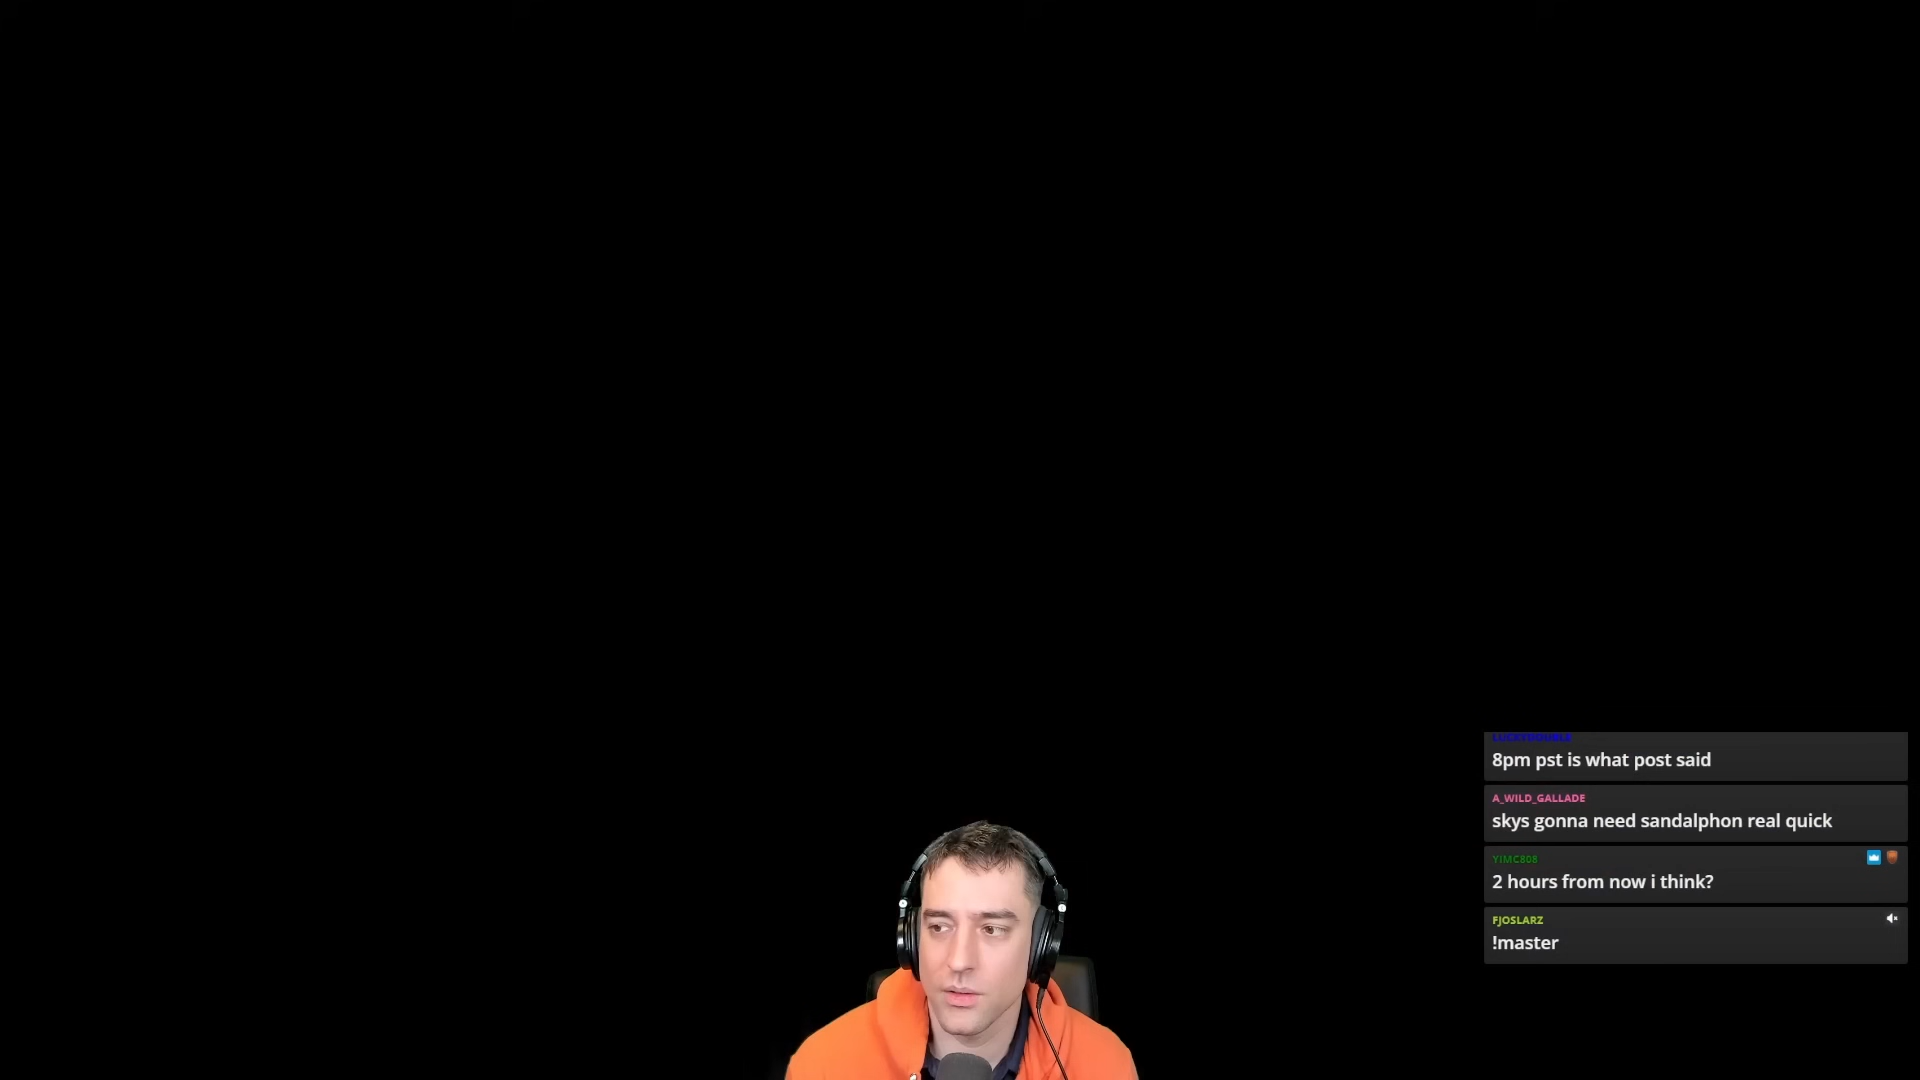 8pm pst is what post said
A_WILD_GALLADE
skys gonna need sandalphon real quick
YIMC808
2 hours from now i think?
FJOSLARZ
!master